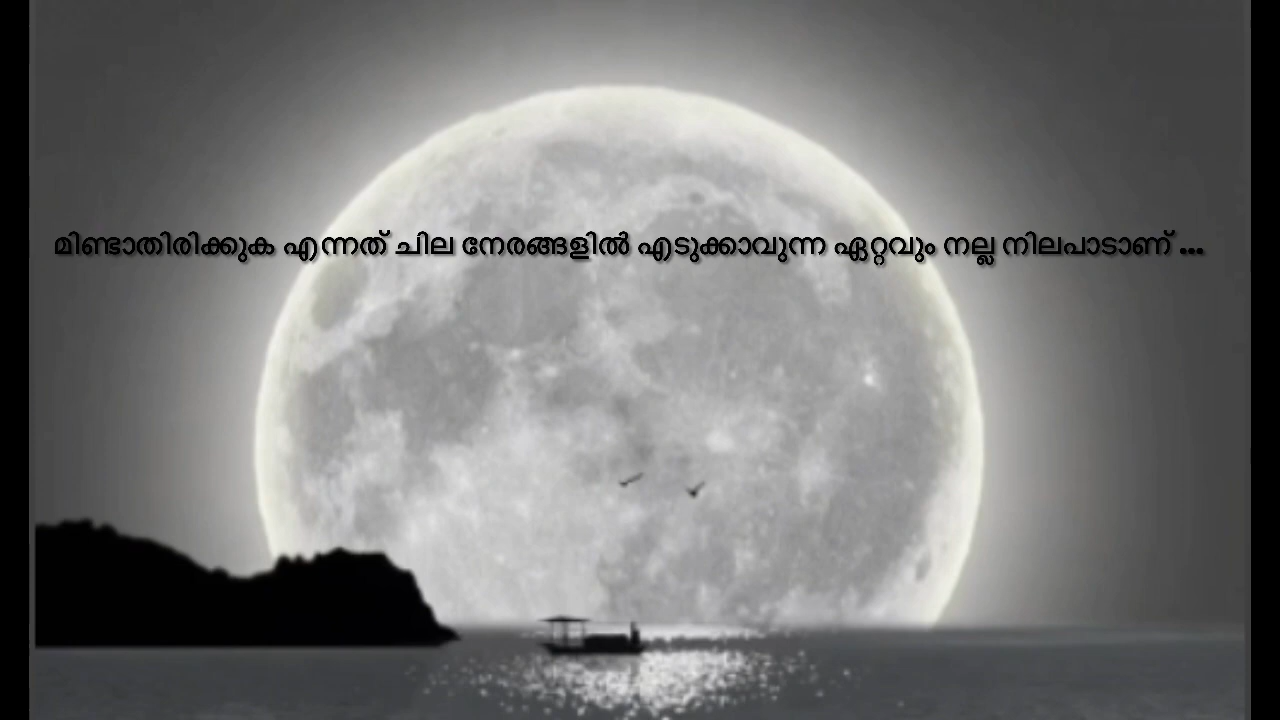 മിണ്ടാതിരിക്കുക എന്നത് ചില നേരങ്ങളിൽ എടുക്കാവുന്ന ഏറ്റവും നല്ല നിലപാടാണ് ...